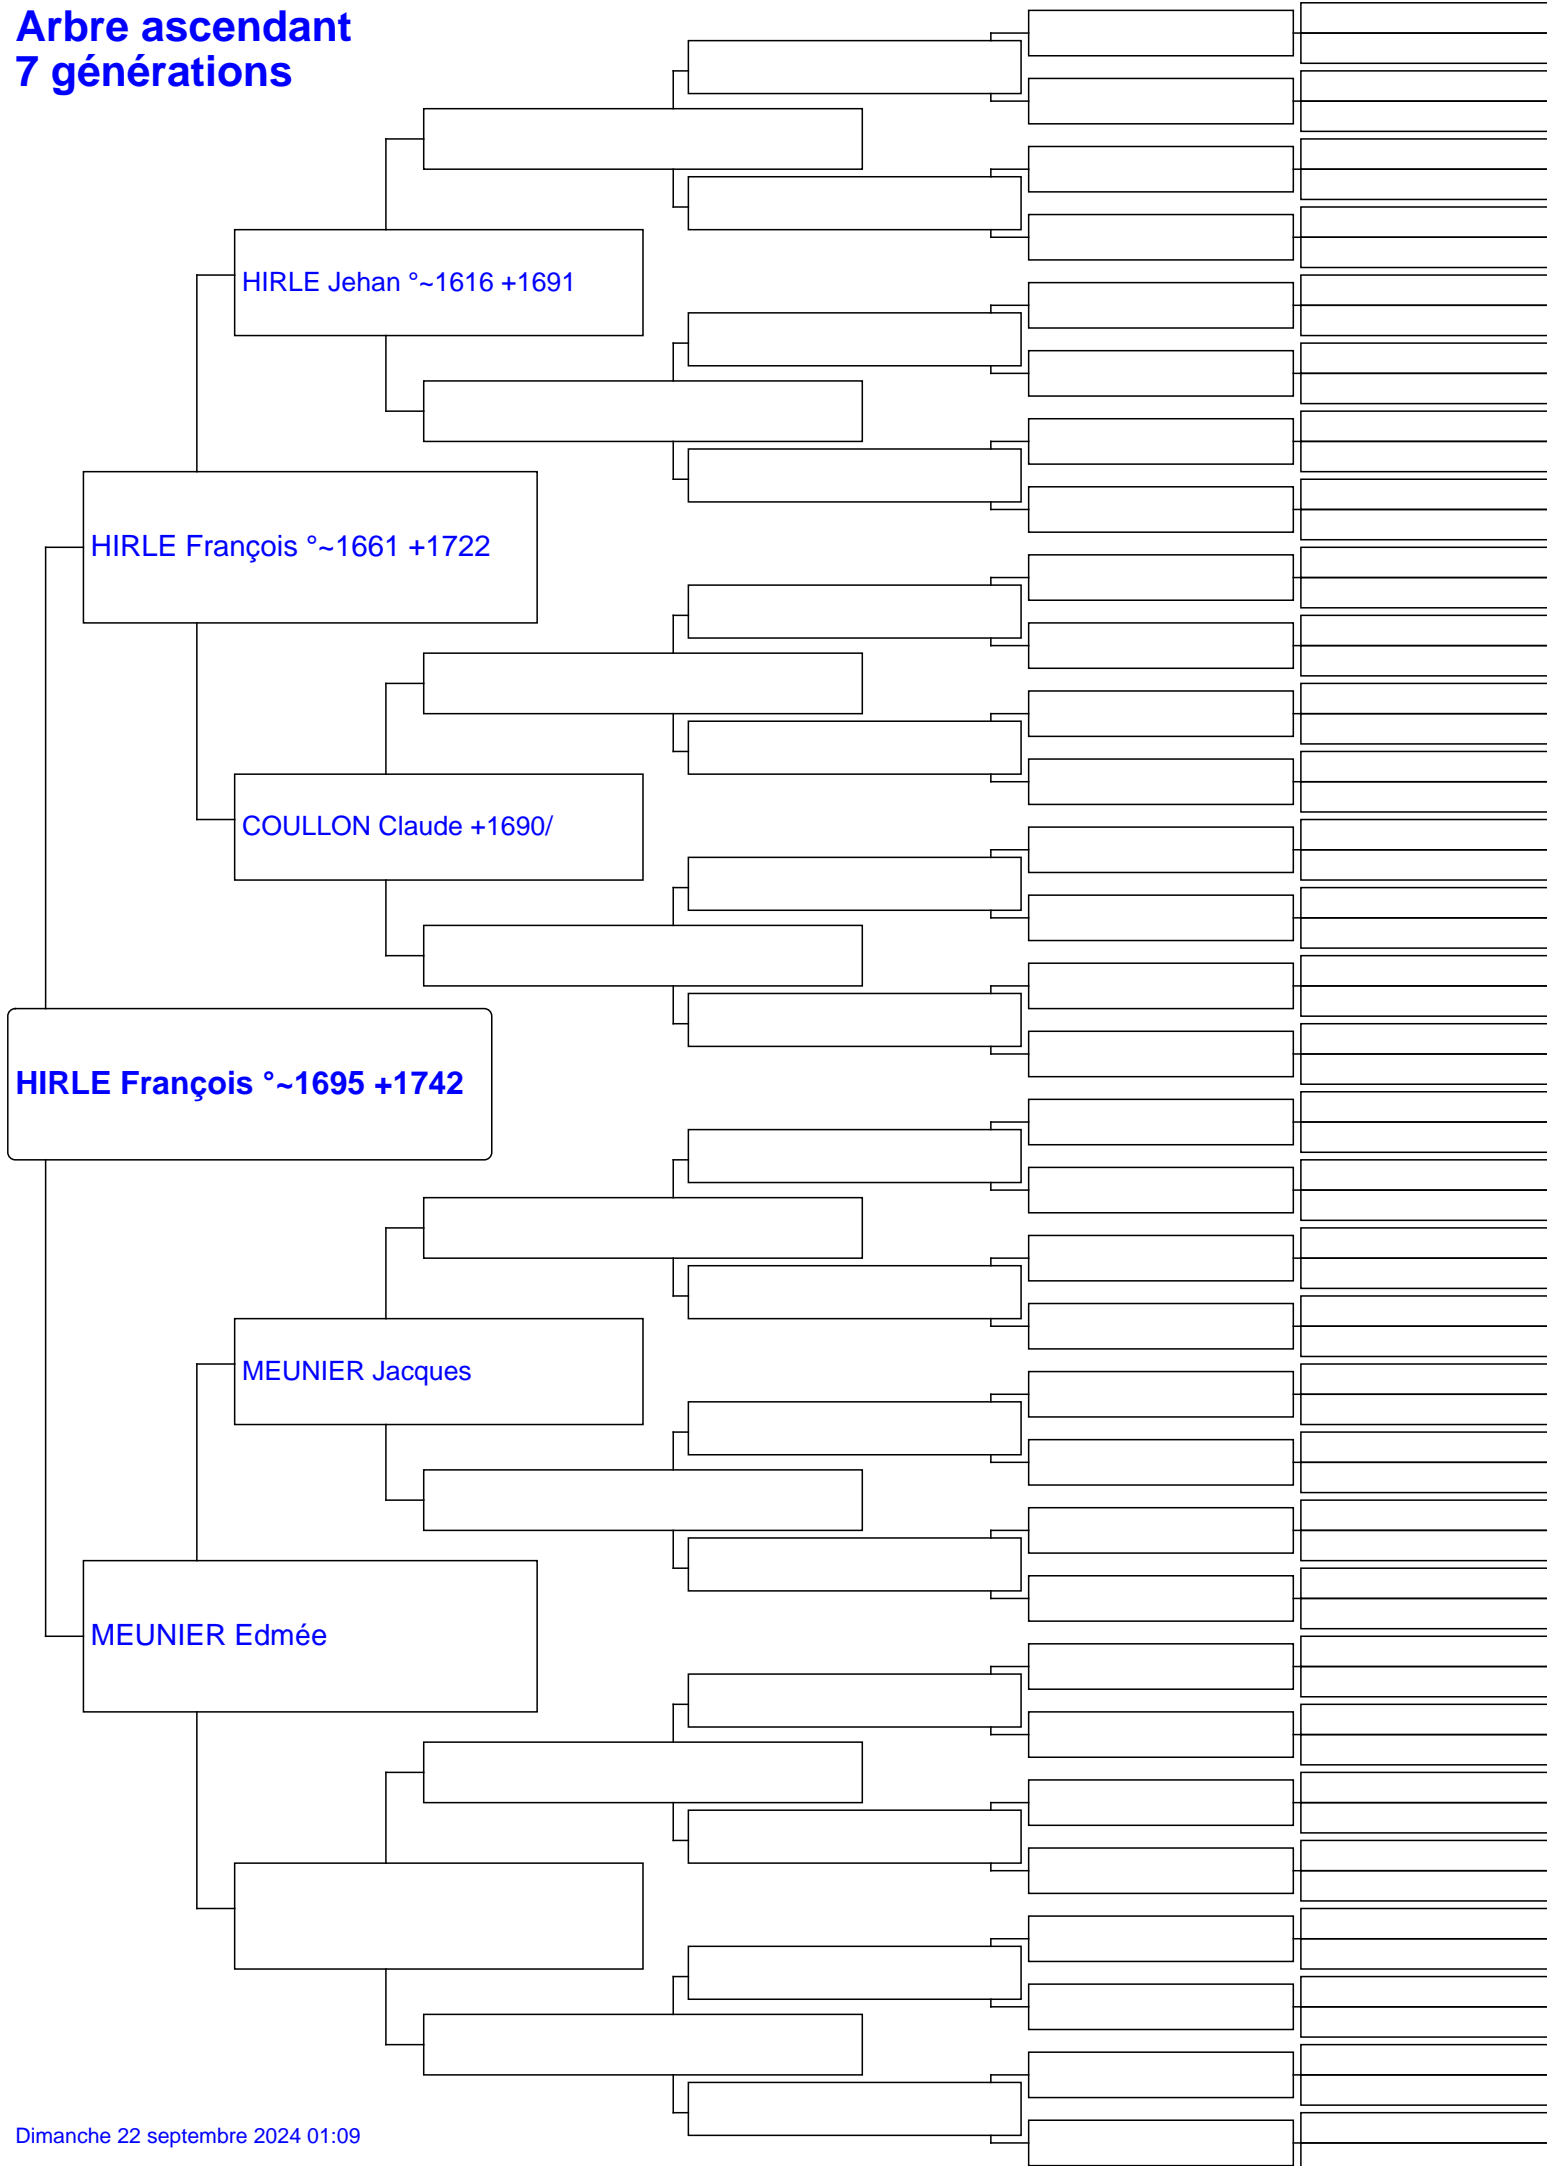 Arbre ascendant
7 générations
HIRLE Jehan °~1616 +1691
HIRLE François °~1661 +1722
COULLON Claude +1690/
HIRLE François °~1695 +1742
MEUNIER Jacques
MEUNIER Edmée
Dimanche 22 septembre 2024 01:09